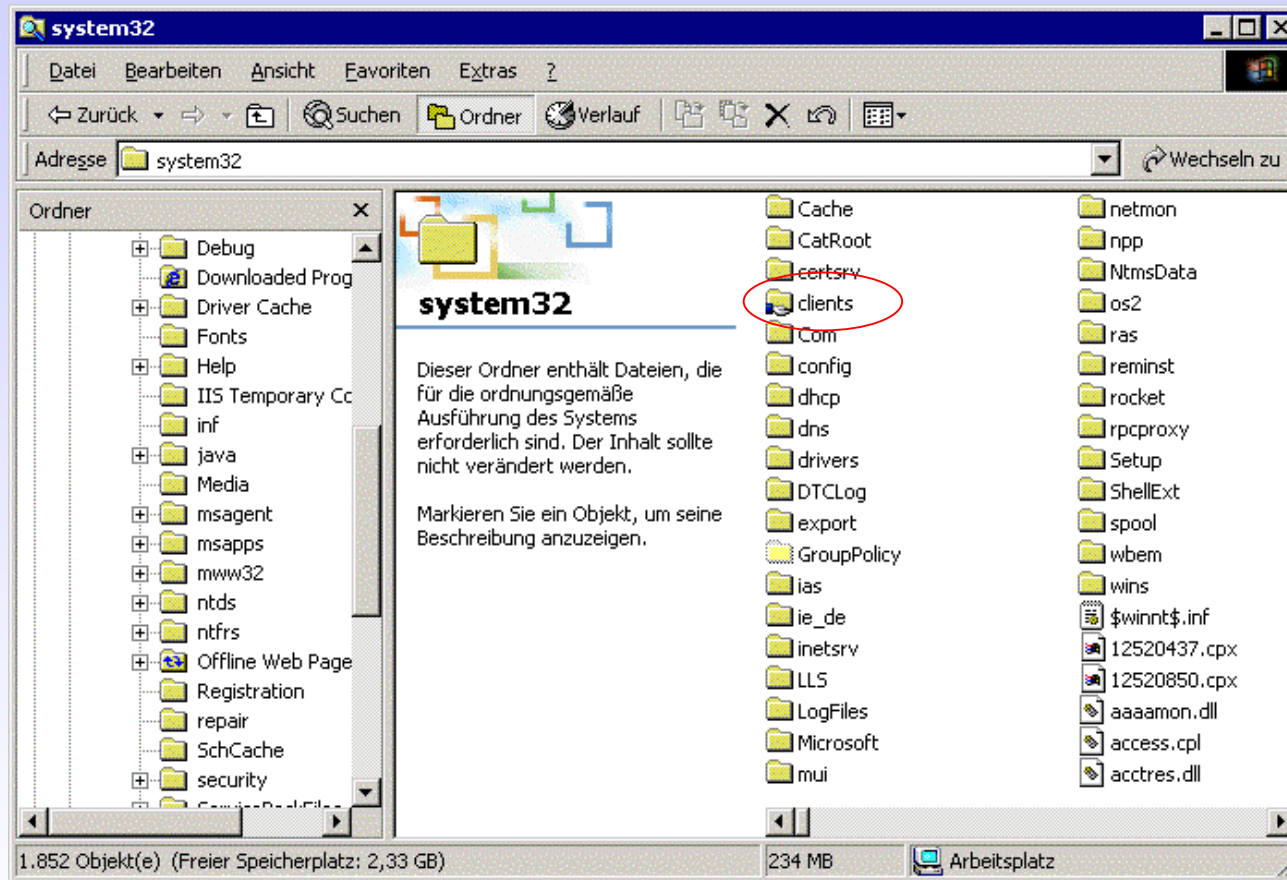 system32
Datei Bearbeiten Ansicht Favoriten Extras ?
Zurück Suchen Ordner Verlauf
Adresse system32 Wechseln zu
Ordner
Debug
Downloaded Prog
Driver Cache
Fonts
Help
IIS Temporary Cc
inf
java
Media
msagent
msapps
mww32
ntds
ntfrs
Offline Web Page
Registration
repair
SchCache
security
system32
Dieser Ordner enthält Dateien, die
für die ordnungsgemäße
Ausführung des Systems
erforderlich sind. Der Inhalt sollte
nicht verändert werden.
Markieren Sie ein Objekt, um seine
Beschreibung anzuzeigen.
Cache
CatRoot
certsrv
clients
Com
config
dhcp
dns
drivers
DTCLog
export
GroupPolicy
ias
ie_de
inetsrv
LLS
LogFiles
Microsoft
mui
netmon
npp
NtmsData
os2
ras
reminst
rocket
rpcproxy
Setup
ShellExt
spool
wbem
wins
$winnt$.inf
12520437.cpx
12520850.cpx
aaaamon.dll
access.cpl
acctres.dll
1.852 Objekt(e) (Freier Speicherplatz: 2,33 GB) 234 MB Arbeitsplatz